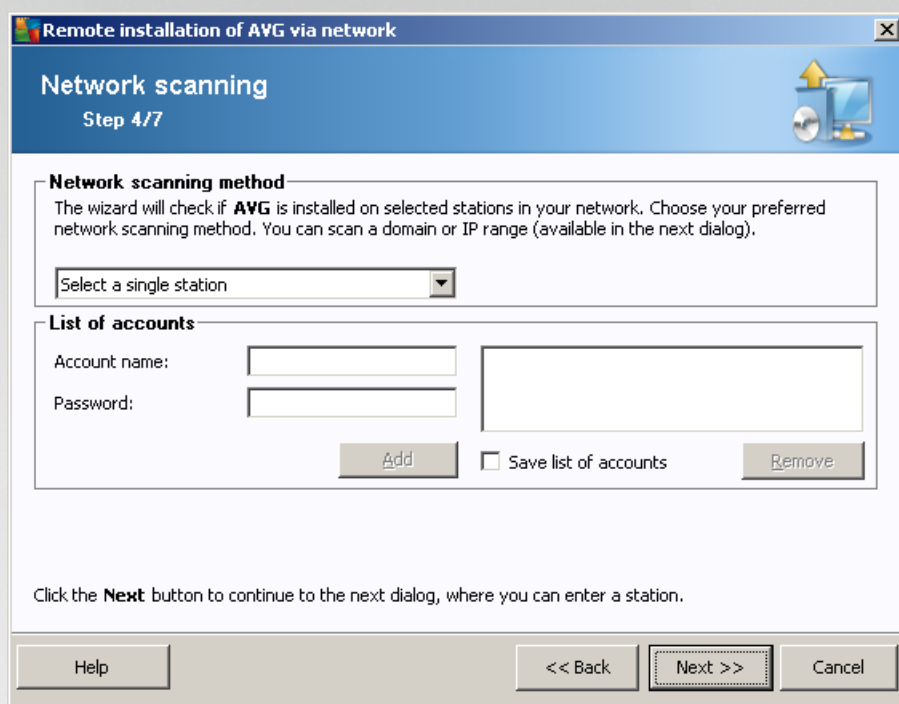 Remote installation of AVG via network
Network scanning
Step 4/7
Network scanning method
The wizard will check if AVG is installed on selected stations in your network. Choose your preferred
network scanning method. You can scan a domain or IP range (available in the next dialog).
Select a single station
List of accounts
Account name:
Password:
Add
Save list of accounts
Remove
Click the Next button to continue to the next dialog, where you can enter a station.
Help
<< Back
Next >>
Cancel